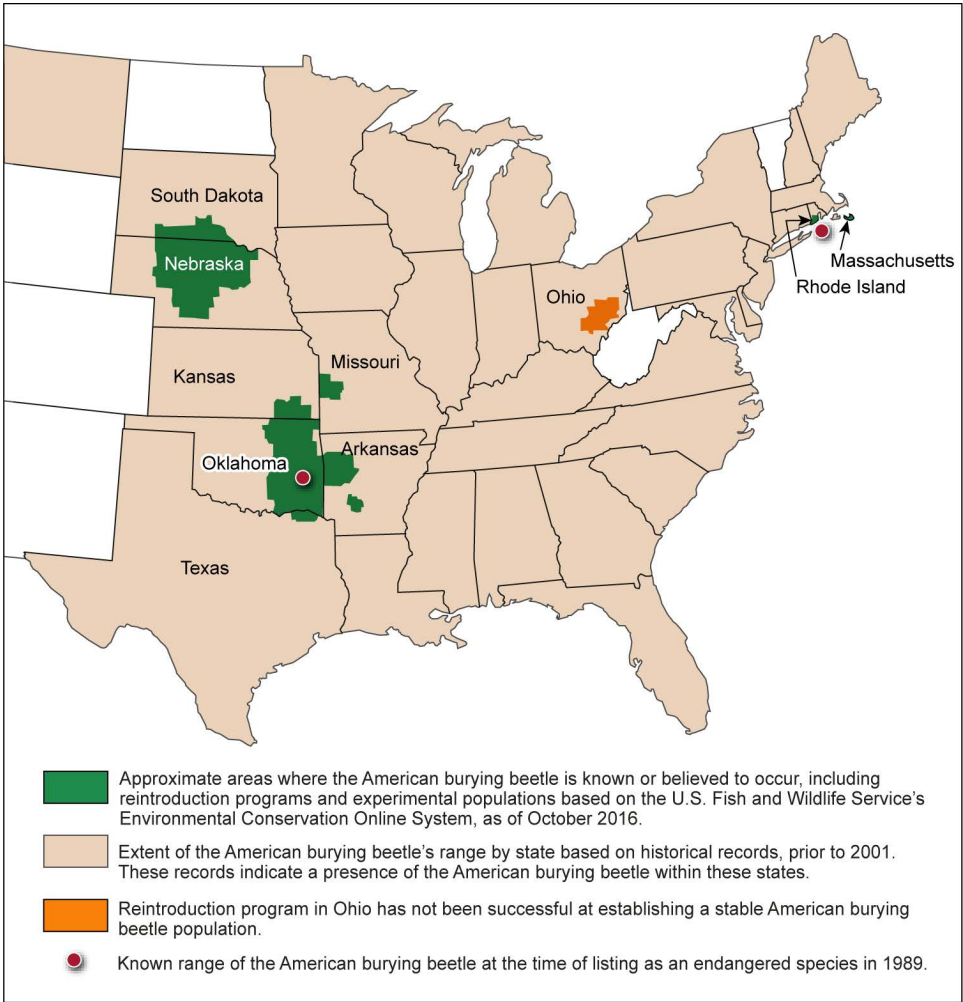 South Dakota
Nebraska
Massachusetts
Rhode Island
Ohio
Missouri
Kansas
Arkansas
Oklahoma
Texas
Approximate areas where the American burying beetle is known or believed to occur, including
reintroduction programs and experimental populations based on the U.S. Fish and Wildlife Service's
Environmental Conservation Online System, as of October 2016.
Extent of the American burying beetle's range by state based on historical records, prior to 2001.
These records indicate a presence of the American burying beetle within these states.
Reintroduction program in Ohio has not been successful at establishing a stable American burying
beetle population.
Known range of the American burying beetle at the time of listing as an endangered species in 1989.